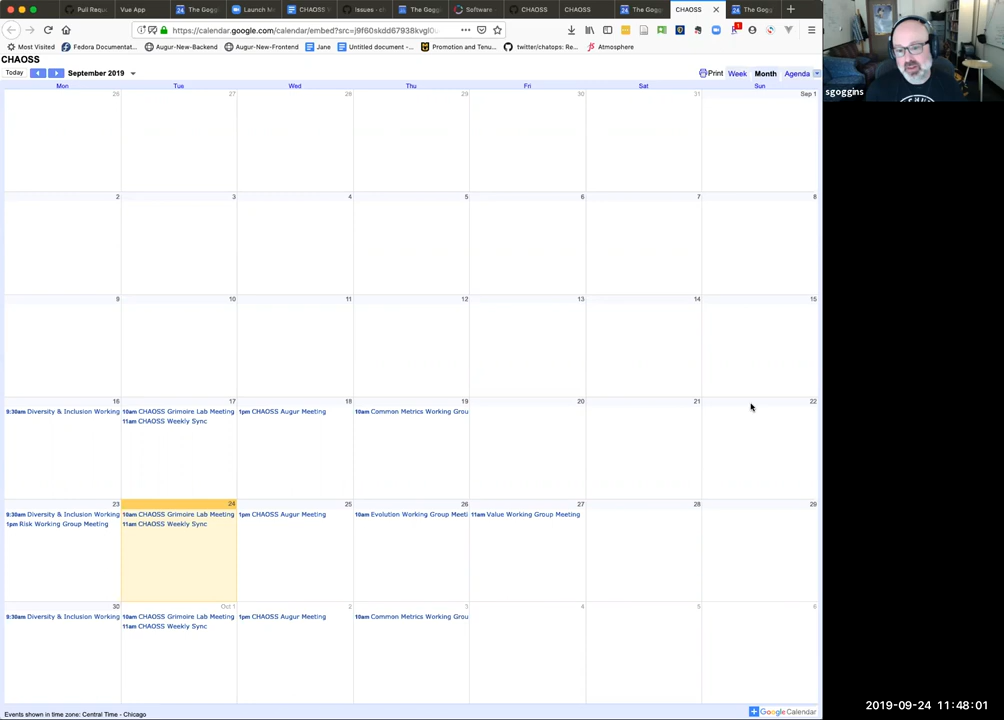 Pull Requ
Vue App
24 The Gogg
Launch Me
CHAOSS V
Issues · ch
The Gogg
Software
CHAOSS
CHAOSS
24 The Gogg
CHAOSS
24 The Gogg
https://calendar.google.com/calendar/embed?src=j9f60skdd67938kvgl0u
Most Visited
Fedora Documentat...
Augur-New-Backend
Augur-New-Frontend
Jane
Untitled document -...
Promotion and Tenu...
twitter/chatops: Re...
Atmosphere
sgoggins
CHAOSS
Today
September 2019
Print
Week
Month
Agenda
Mon Tue Wed Thu Fri Sat Sun
26 27 28 29 30 31 Sep 1
2 3 4 5 6 7 8
9 10 11 12 13 14 15
16 17 18 19 20 21 22
9:30am Diversity & Inclusion Working
10am CHAOSS Grimoire Lab Meeting
11am CHAOSS Weekly Sync
1pm CHAOSS Augur Meeting
10am Common Metrics Working Grou
23 24 25 26 27 28 29
9:30am Diversity & Inclusion Working
1pm Risk Working Group Meeting
10am CHAOSS Grimoire Lab Meeting
11am CHAOSS Weekly Sync
1pm CHAOSS Augur Meeting
10am Evolution Working Group Meeti
11am Value Working Group Meeting
30 Oct 1 2 3 4 5 6
9:30am Diversity & Inclusion Working
10am CHAOSS Grimoire Lab Meeting
11am CHAOSS Weekly Sync
1pm CHAOSS Augur Meeting
10am Common Metrics Working Grou
Events shown in time zone: Central Time - Chicago
Google Calendar
2019-09-24 11:48:01